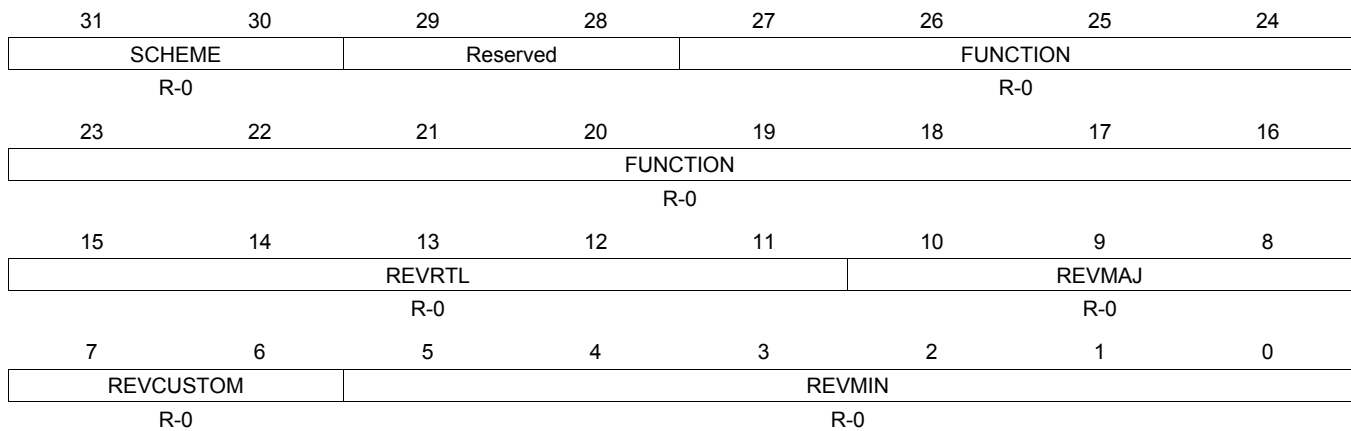 31 30 29 28 27 26 25 24
SCHEME Reserved FUNCTION
R-0 R-0
23 22 21 20 19 18 17 16
FUNCTION
R-0
15 14 13 12 11 10 9 8
REVRTL REVMAJ
R-0 R-0
7 6 5 4 3 2 1 0
REVCUSTOM REVMIN
R-0 R-0